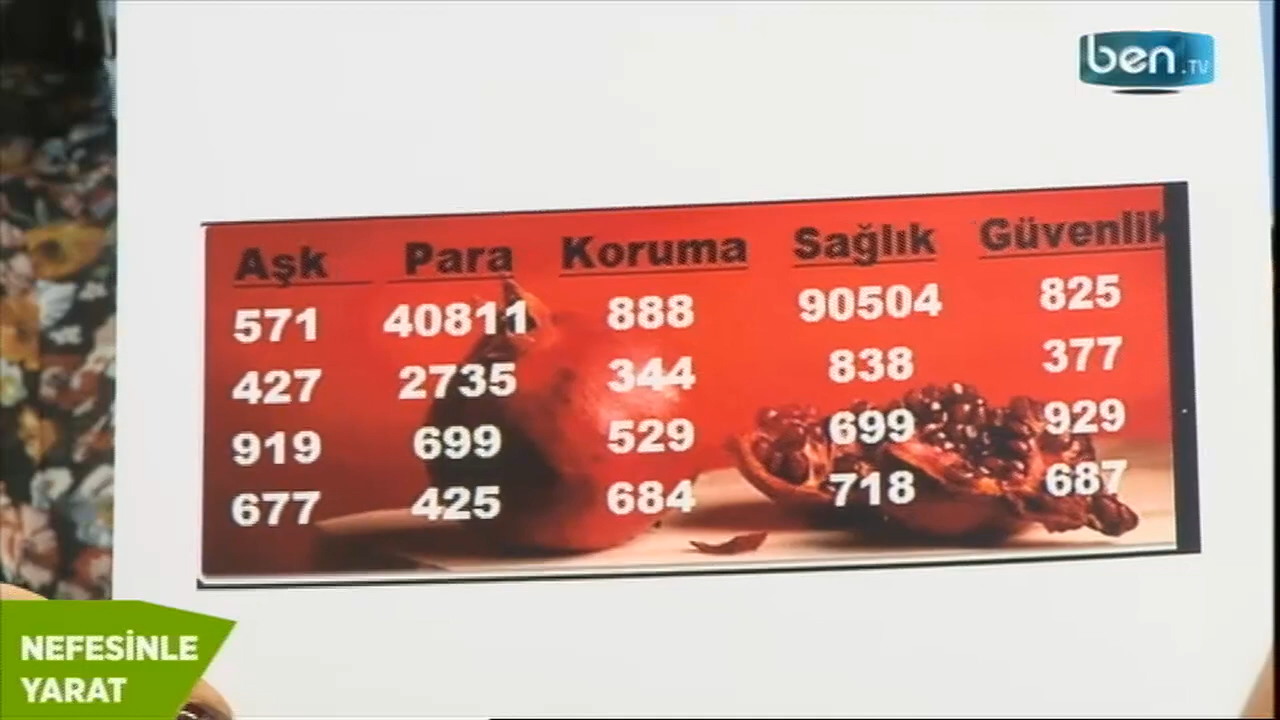 ben.TV
Aşk Para Koruma Sağlık Güvenlik
571 40811 888 90504 825
427 2735 344 838 377
919 699 529 699 929
677 425 684 718 687
NEFESİNLE
YARAT